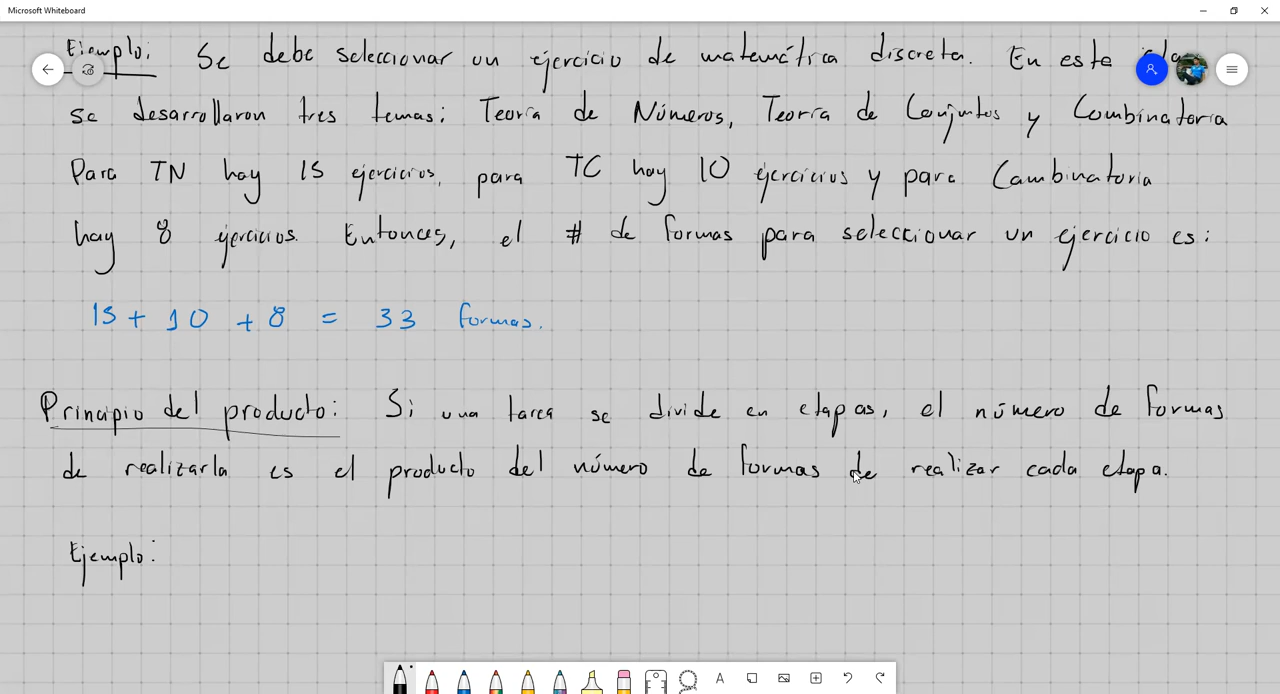 Microsoft Whiteboard
Ejemplo: Se debe seleccionar un ejercicio de matemática discreta. En este
se desarrollaron tres temas: Teoría de Números, Teoría de Conjuntos y Combinatoria
Para TN hay 15 ejercicios, para TC hay 10 ejercicios y para Combinatoria
hay 8 ejercicios. Entonces, el # de formas para seleccionar un ejercicio es:
15 + 10 + 8 = 33 formas.
Principio del producto: Si una tarea se divide en etapas, el número de formas
de realizarla es el producto del número de formas de realizar cada etapa.
Ejemplo: